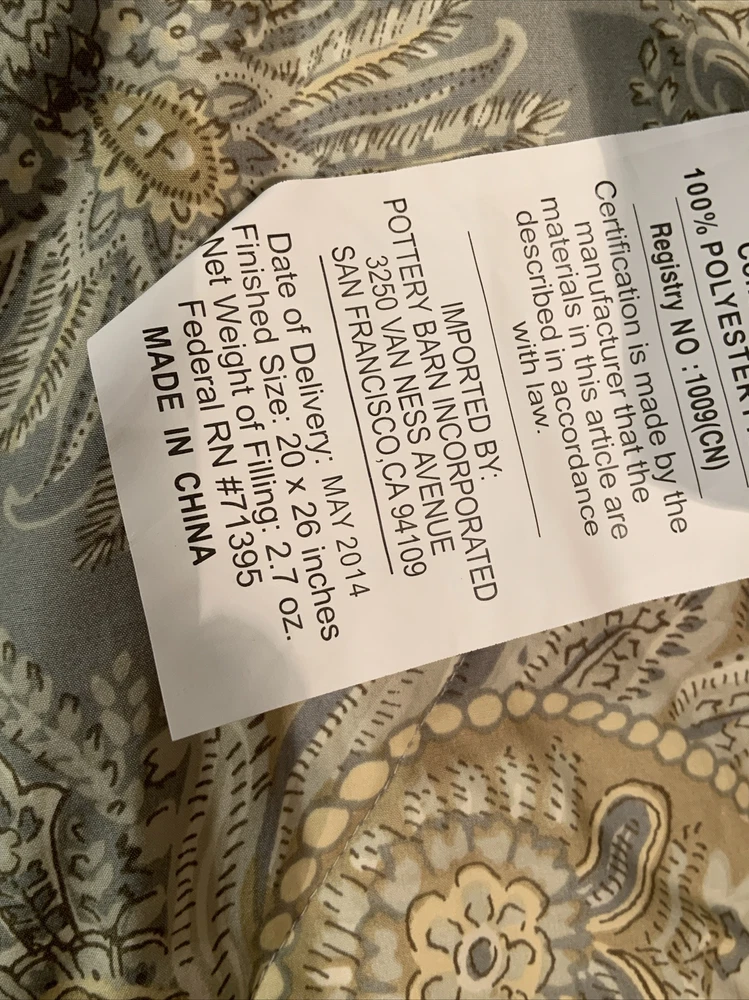 100% POLYESTER
Registry NO :1009(CN)
Certification is made by the
manufacturer that the
materials in this article are
described in accordance
with law.
IMPORTED BY:
POTTERY BARN INCORPORATED
3250 VAN NESS AVENUE
SAN FRANCISCO,CA 94109
Date of Delivery: MAY 2014
Finished Size: 20 x 26 inches
Net Weight of Filling: 2.7 oz.
Federal RN #71395
MADE IN CHINA